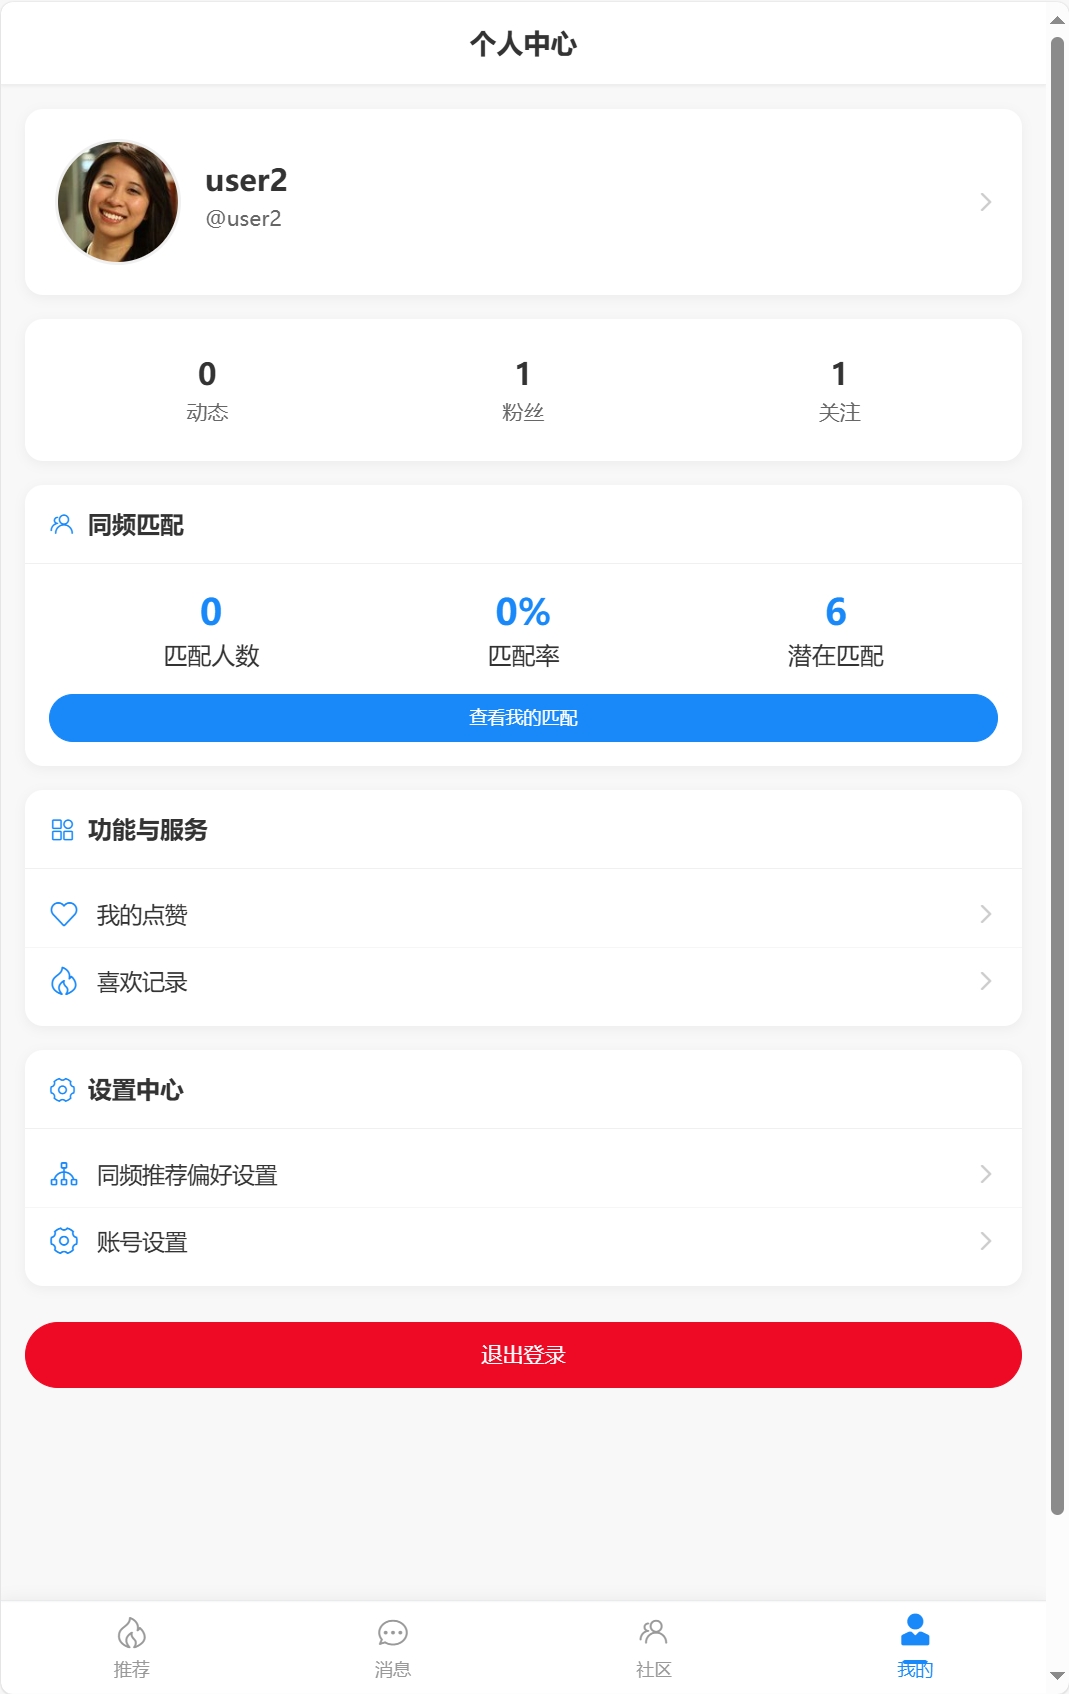 个人中心
user2
@user2
0
动态
1
粉丝
1
关注
同频匹配
0
匹配人数
0%
匹配率
6
潜在匹配
查看我的匹配
功能与服务
我的点赞
喜欢记录
设置中心
同频推荐偏好设置
账号设置
退出登录
推荐
消息
社区
我的